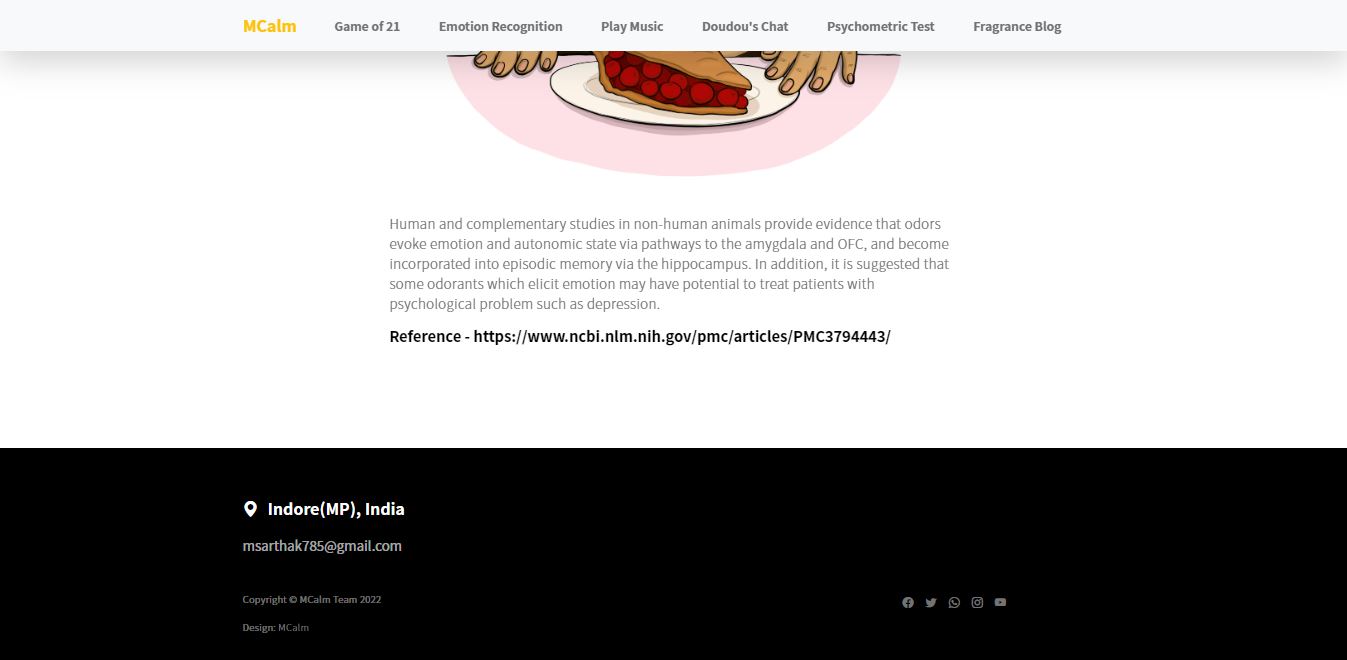 MCalm Game of 21 Emotion Recognition Play Music Doudou's Chat Psychometric Test Fragrance Blog
Human and complementary studies in non-human animals provide evidence that odors
evoke emotion and autonomic state via pathways to the amygdala and OFC, and become
incorporated into episodic memory via the hippocampus. In addition, it is suggested that
some odorants which elicit emotion may have potential to treat patients with
psychological problem such as depression.
Reference - https://www.ncbi.nlm.nih.gov/pmc/articles/PMC3794443/
Indore(MP), India
msarthak785@gmail.com
Copyright © MCalm Team 2022
Design: MCalm